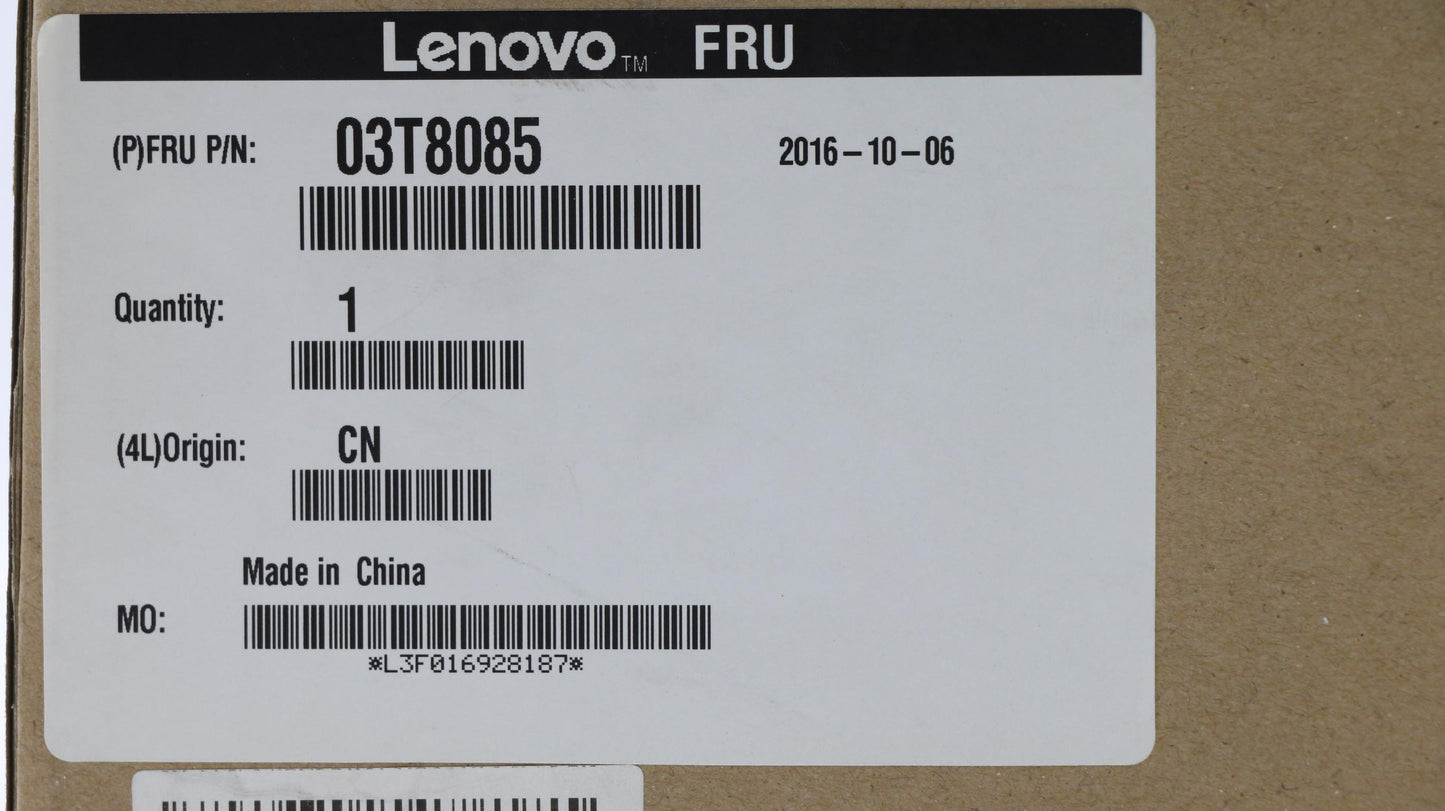 Lenovo™ FRU
(P)FRU P/N: 03T8085 2016-10-06
Quantity: 1
(4L)Origin: CN
Made in China
MO:
*L3F016928187*